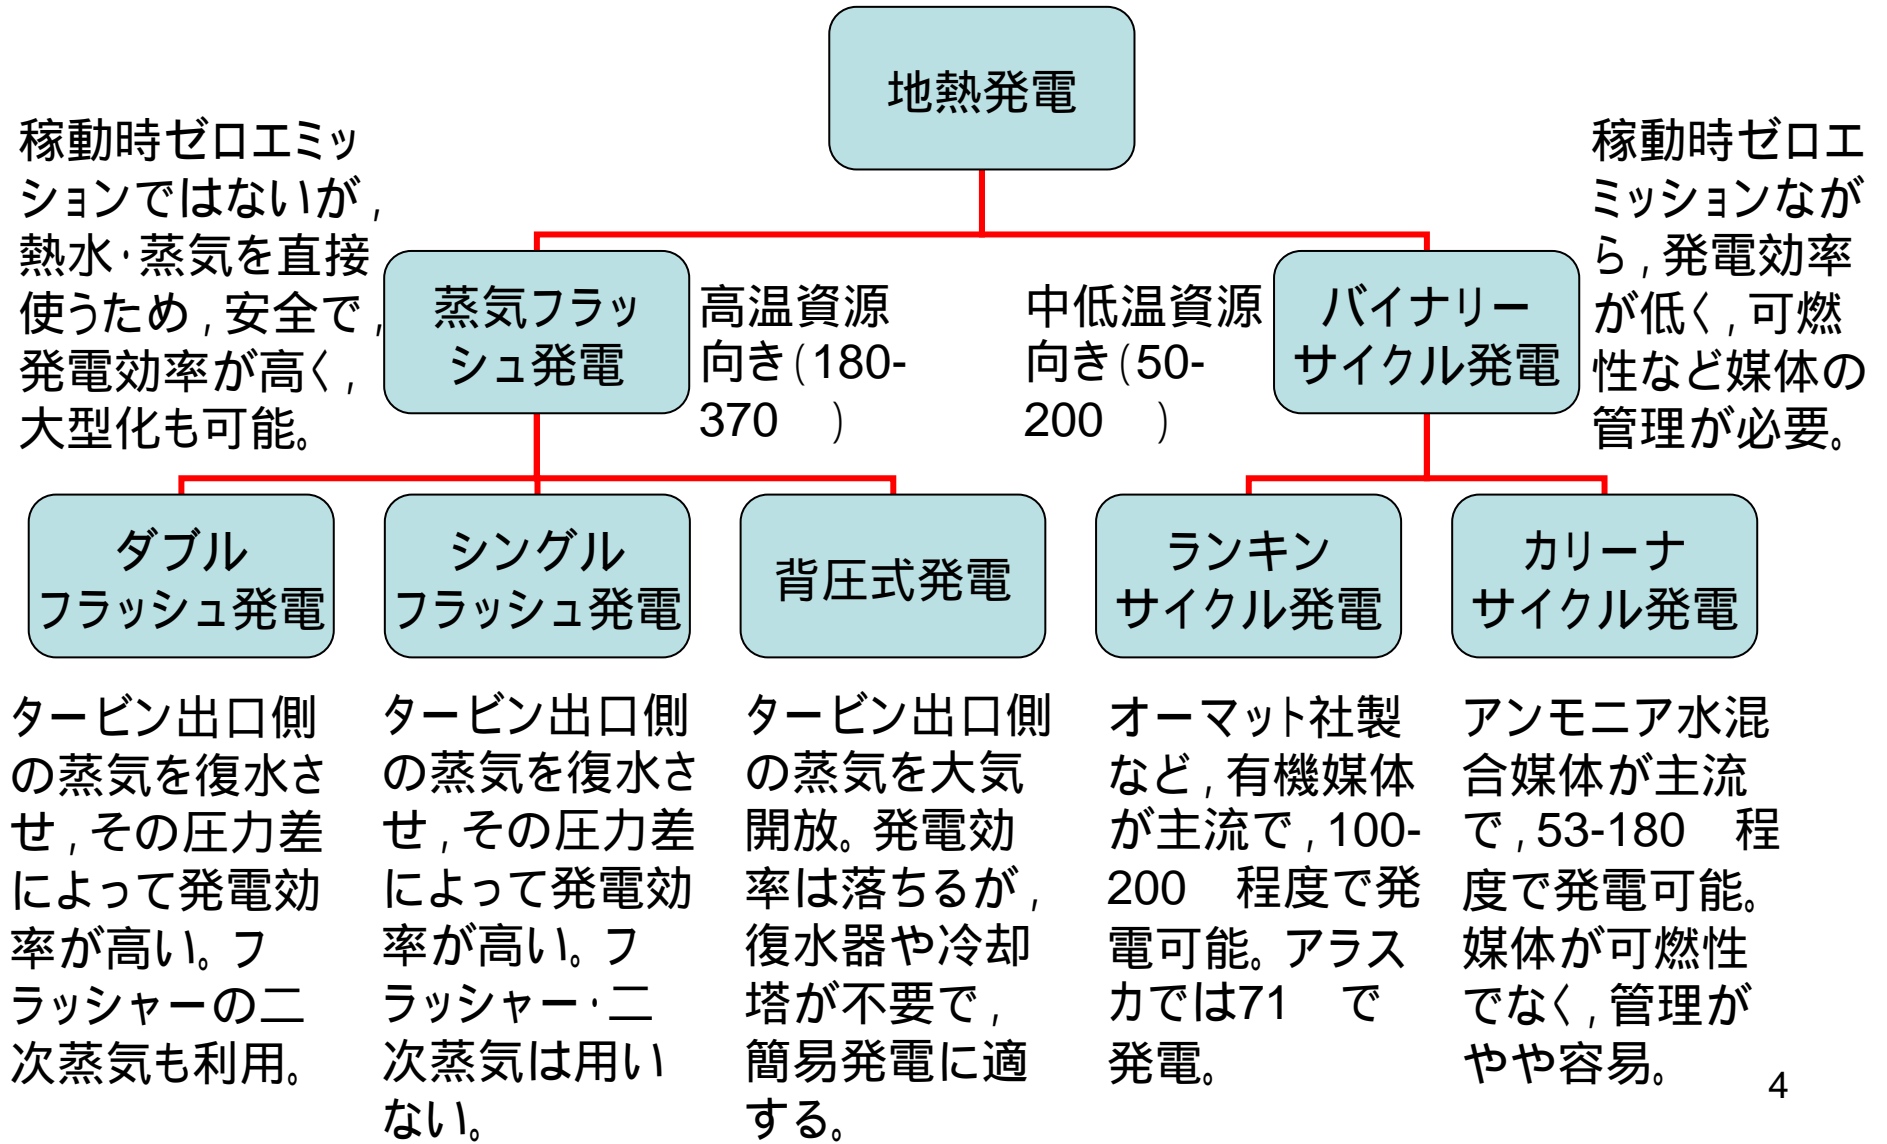 地熱発電
稼動時ゼロエミッ
ションではないが,
熱水・蒸気を直接
使うため,安全で,
発電効率が高く,
大型化も可能。
蒸気フラッ
シュ発電
高温資源
向き(180-
370　)
中低温資源
向き(50-
200　)
バイナリー
サイクル発電
稼動時ゼロエ
ミッションなが
ら,発電効率
が低く,可燃
性など媒体の
管理が必要。
ダブル
フラッシュ発電
シングル
フラッシュ発電
背圧式発電
ランキン
サイクル発電
カリーナ
サイクル発電
タービン出口側
の蒸気を復水さ
せ,その圧力差
によって発電効
率が高い。フ
ラッシャーの二
次蒸気も利用。
タービン出口側
の蒸気を復水さ
せ,その圧力差
によって発電効
率が高い。フ
ラッシャー・二
次蒸気は用い
ない。
タービン出口側
の蒸気を大気
開放。発電効
率は落ちるが,
復水器や冷却
塔が不要で,
簡易発電に適
する。
オーマット社製
など,有機媒体
が主流で,100-
200　程度で発
電可能。アラス
カでは71　で
発電。
アンモニア水混
合媒体が主流
で,53-180　程
度で発電可能。
媒体が可燃性
でなく,管理が
やや容易。
4